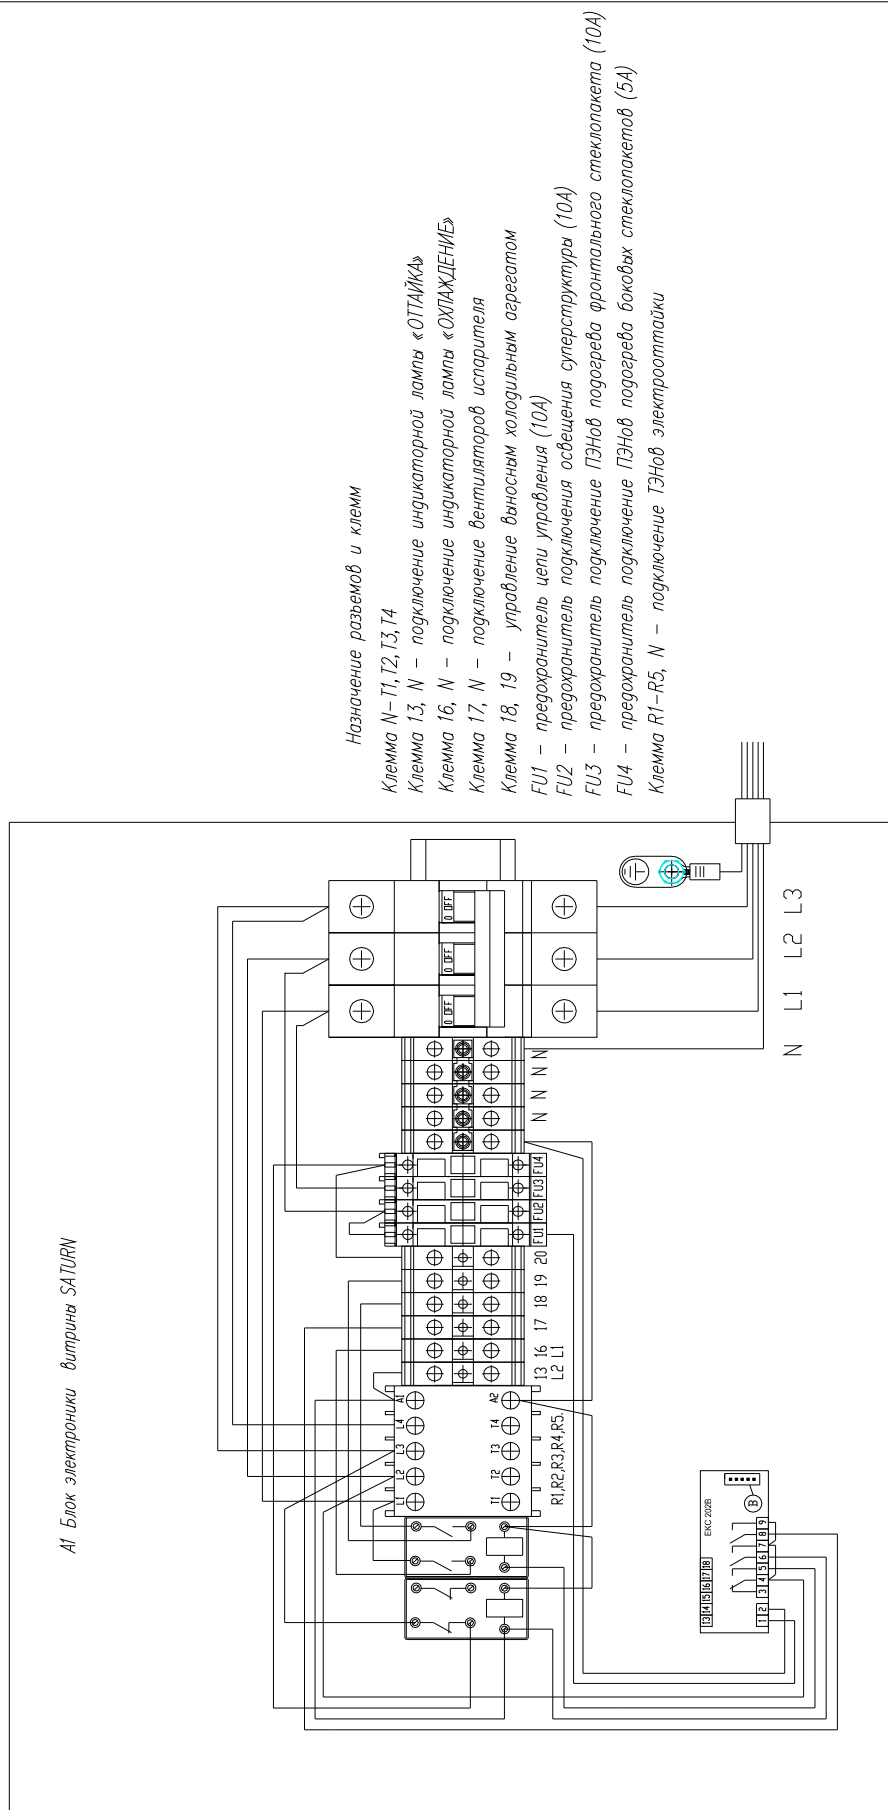 A1 Блок электроники витрины SATURN
Назначение разъемов и клемм
Клемма N-T1,T2,T3,T4
Клемма 13, N - подключение индикаторной лампы «ОТТАЙКА»
Клемма 16, N - подключение индикаторной лампы «ОХЛАЖДЕНИЕ»
Клемма 17, N - подключение вентиляторов испарителя
Клемма 18, 19 - управление выносным холодильным агрегатом
FU1 - предохранитель цепи управления (10А)
FU2 - предохранитель подключения освещения суперструктуры (10А)
FU3 - предохранитель подключение ПЭНов подогрева фронтального стеклопакета (10А)
FU4 - предохранитель подключение ПЭНов подогрева боковых стеклопакетов (5А)
Клемма R1-R5, N - подключение ТЭНов электрооттайки
0 OFF 0 OFF 0 OFF
L1 L2 L3 L4 A1
T1 T2 T3 T4 A2
R1,R2,R3,R4,R5.
13 16 17 18 19 20
L2 L1
FU1 FU2 FU3 FU4
N N N N
N L1 L2 L3
EKC 202B
13 14 15 16 17 18
B
1 2 3 4 5 6 7 8 9